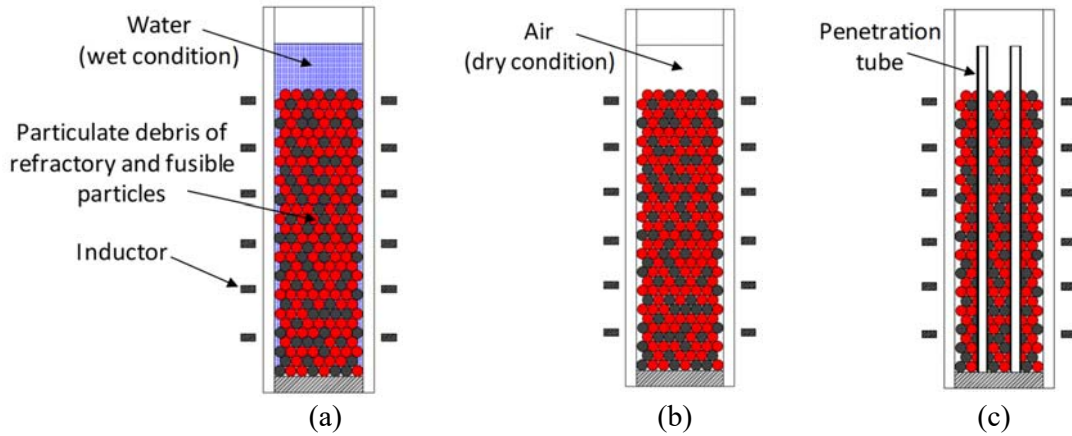 Water
(wet condition)
Particulate debris of
refractory and fusible
particles
Inductor
Air
(dry condition)
Penetration
tube
(a)
(b)
(c)